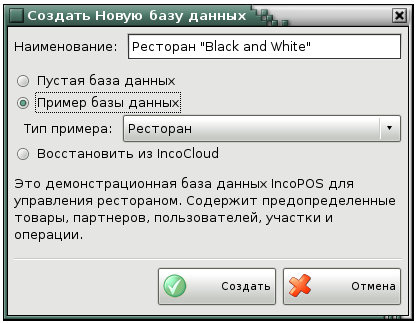 Создать Новую базу данных
Наименование: Ресторан "Black and White"
Пустая база данных
Пример базы данных
Тип примера: Ресторан
Восстановить из IncoCloud
Это демонстрационная база данных IncoPOS для
управления рестораном. Содержит предопределенные
товары, партнеров, пользователей, участки и
операции.
Создать Отмена